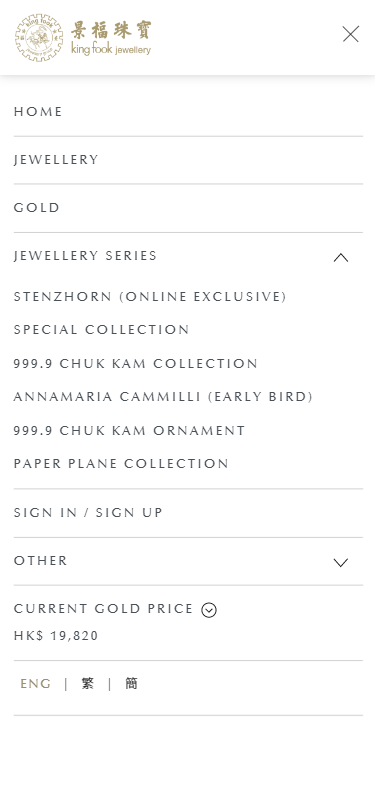 king fook
景福珠寶
king fook jewellery
HOME
JEWELLERY
GOLD
JEWELLERY SERIES
STENZHORN (ONLINE EXCLUSIVE)
SPECIAL COLLECTION
999.9 CHUK KAM COLLECTION
ANNAMARIA CAMMILLI (EARLY BIRD)
999.9 CHUK KAM ORNAMENT
PAPER PLANE COLLECTION
SIGN IN / SIGN UP
OTHER
CURRENT GOLD PRICE
HK$ 19,820
ENG | 繁 | 簡